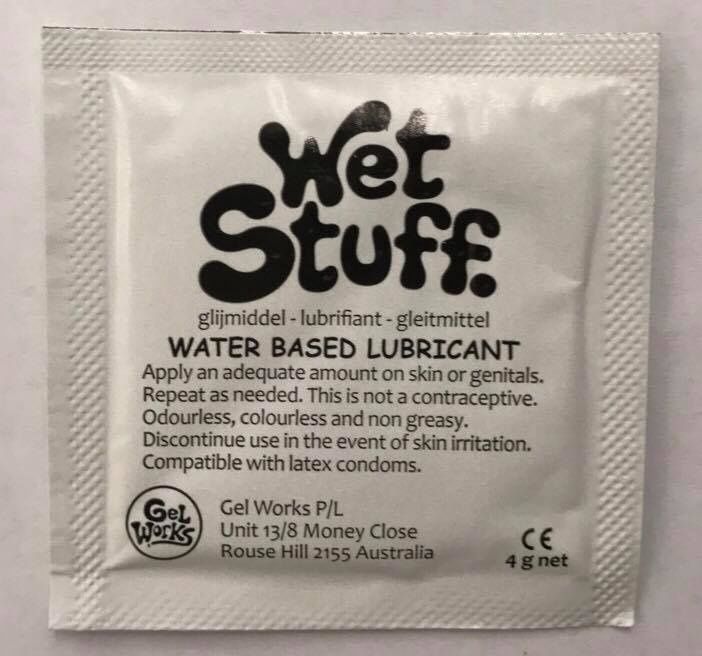 Wet
Stuff.
glijmiddel - lubrifiant - gleitmittel
WATER BASED LUBRICANT
Apply an adequate amount on skin or genitals.
Repeat as needed. This is not a contraceptive.
Odourless, colourless and non greasy.
Discontinue use in the event of skin irritation.
Compatible with latex condoms.
Gel
Works
Gel Works P/L
Unit 13/8 Money Close
Rouse Hill 2155 Australia
CE
4 g net